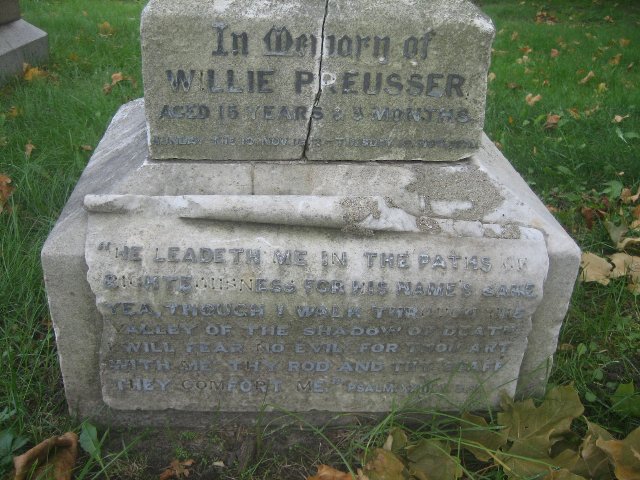 In Memory of
WILLIE PREUSSER
AGED 15 YEARS & MONTHS
"HE LEADETH ME IN THE PATHS OF
RIGHTEOUSNESS FOR HIS NAME'S SAKE
YEA, THOUGH I WALK THROUGH THE
VALLEY OF THE SHADOW OF DEATH
I WILL FEAR NO EVIL: FOR THOU ART
WITH ME THY ROD AND THY STAFF
THEY COMFORT ME." PSALM